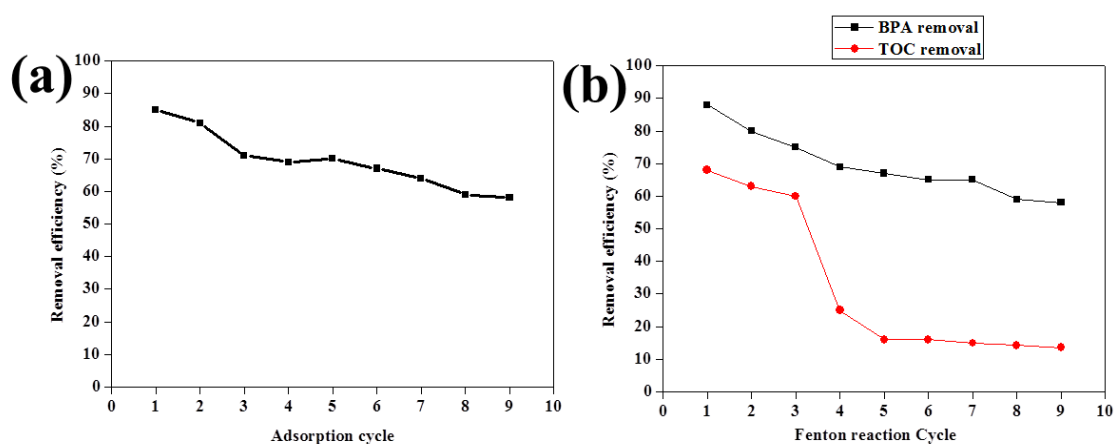 (a)
100
90
80
70
60
50
40
30
20
10
0
Removal efficiency (%)
0 1 2 3 4 5 6 7 8 9 10
Adsorption cycle
BPA removal
TOC removal
(b)
100
90
80
70
60
50
40
30
20
10
0
Removal efficiency (%)
0 1 2 3 4 5 6 7 8 9 10
Fenton reaction Cycle